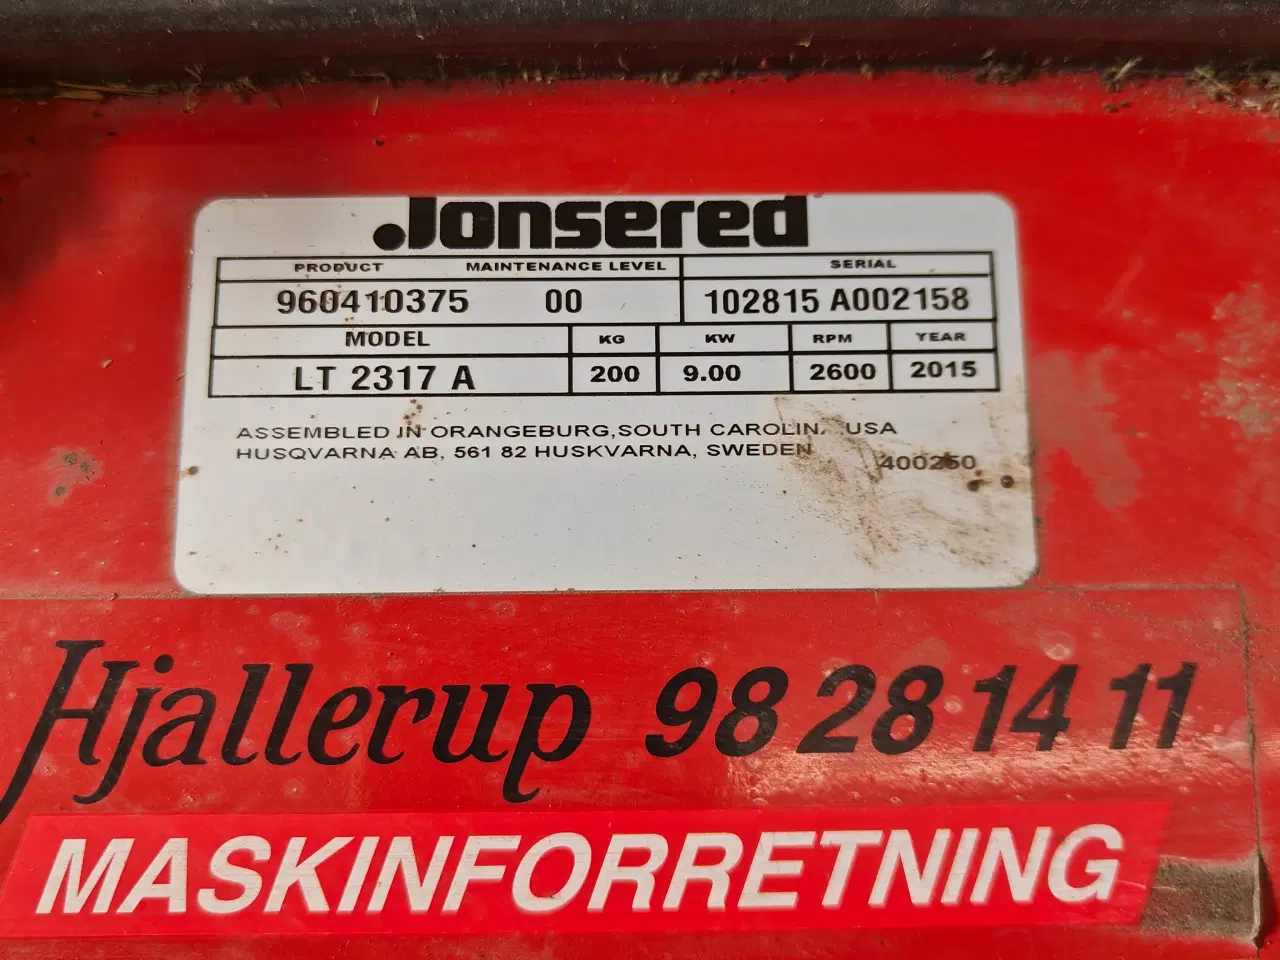 Jonsered
PRODUCT MAINTENANCE LEVEL SERIAL
960410375 00 102815 A002158
MODEL KG KW RPM YEAR
LT 2317 A 200 9.00 2600 2015
ASSEMBLED IN ORANGEBURG,SOUTH CAROLINA USA
HUSQVARNA AB, 561 82 HUSKVARNA, SWEDEN
400250
Hjallerup 98 28 14 11
MASKINFORRETNING